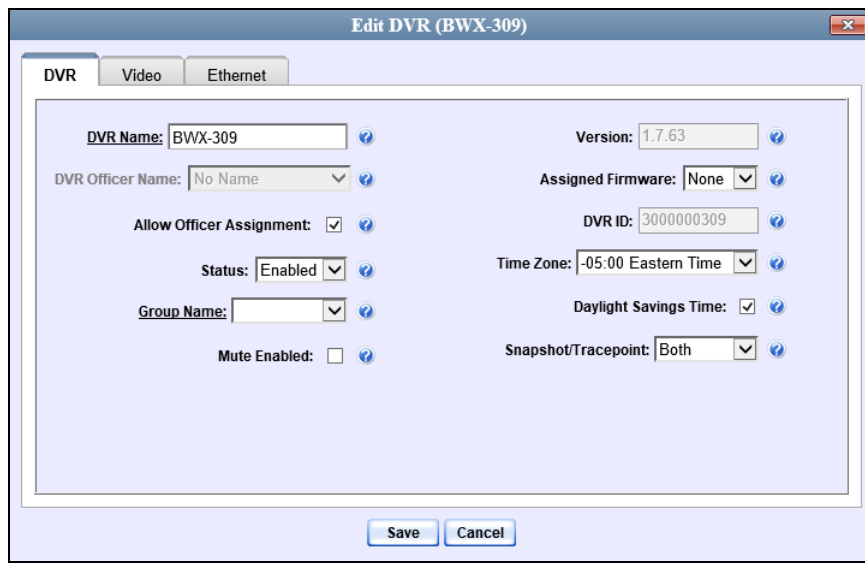 Edit DVR (BWX-309)
DVR
Video
Ethernet
DVR Name: BWX-309
DVR Officer Name: No Name
Allow Officer Assignment:
Status: Enabled
Group Name:
Mute Enabled:
Version: 1.7.63
Assigned Firmware: None
DVR ID: 3000000309
Time Zone: -05:00 Eastern Time
Daylight Savings Time:
Snapshot/Tracepoint: Both
Save
Cancel